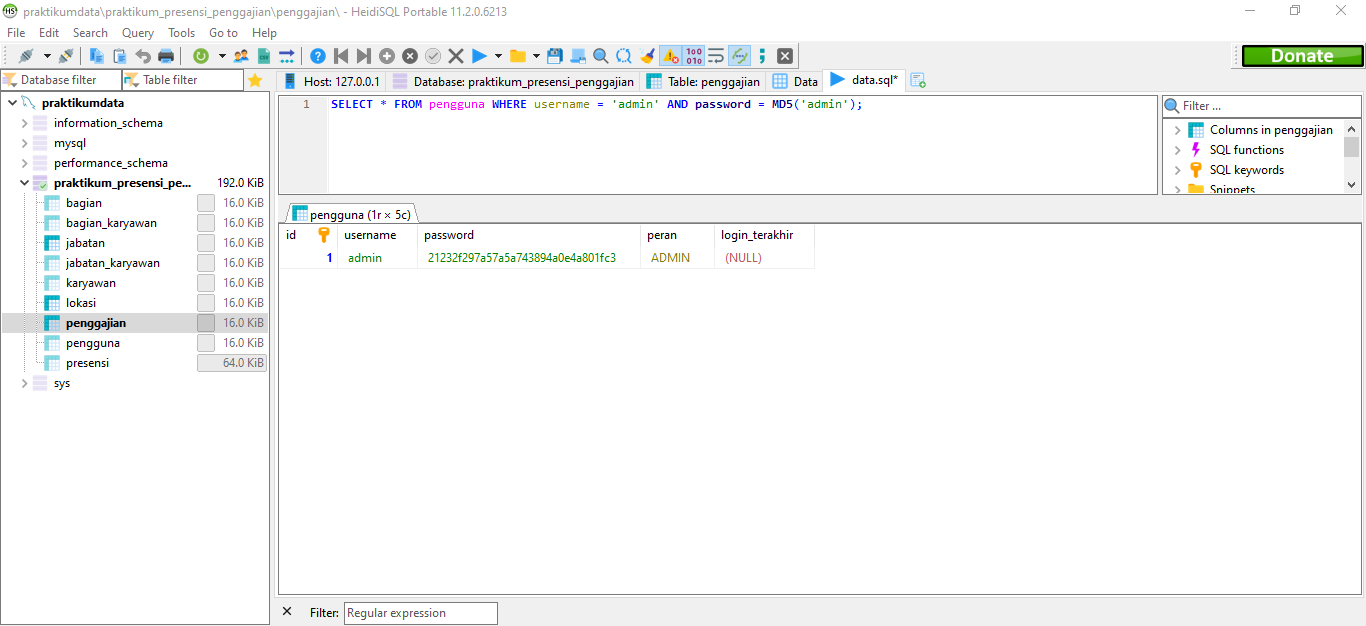 praktikumdata\praktikum_presensi_penggajian\penggajian\ - HeidiSQL Portable 11.2.0.6213
File Edit Search Query Tools Go to Help
Donate
Database filter Table filter
Host: 127.0.0.1 Database: praktikum_presensi_penggajian Table: penggajian Data data.sql*
praktikumdata
information_schema
mysql
performance_schema
praktikum_presensi_pe... 192.0 KiB
bagian 16.0 KiB
bagian_karyawan 16.0 KiB
jabatan 16.0 KiB
jabatan_karyawan 16.0 KiB
karyawan 16.0 KiB
lokasi 16.0 KiB
penggajian 16.0 KiB
pengguna 16.0 KiB
presensi 64.0 KiB
sys
1 SELECT * FROM pengguna WHERE username = 'admin' AND password = MD5('admin');
Filter ...
Columns in penggajian
SQL functions
SQL keywords
Snippets
pengguna (1r × 5c)
id username password peran login_terakhir
1 admin 21232f297a57a5a743894a0e4a801fc3 ADMIN (NULL)
Filter: Regular expression